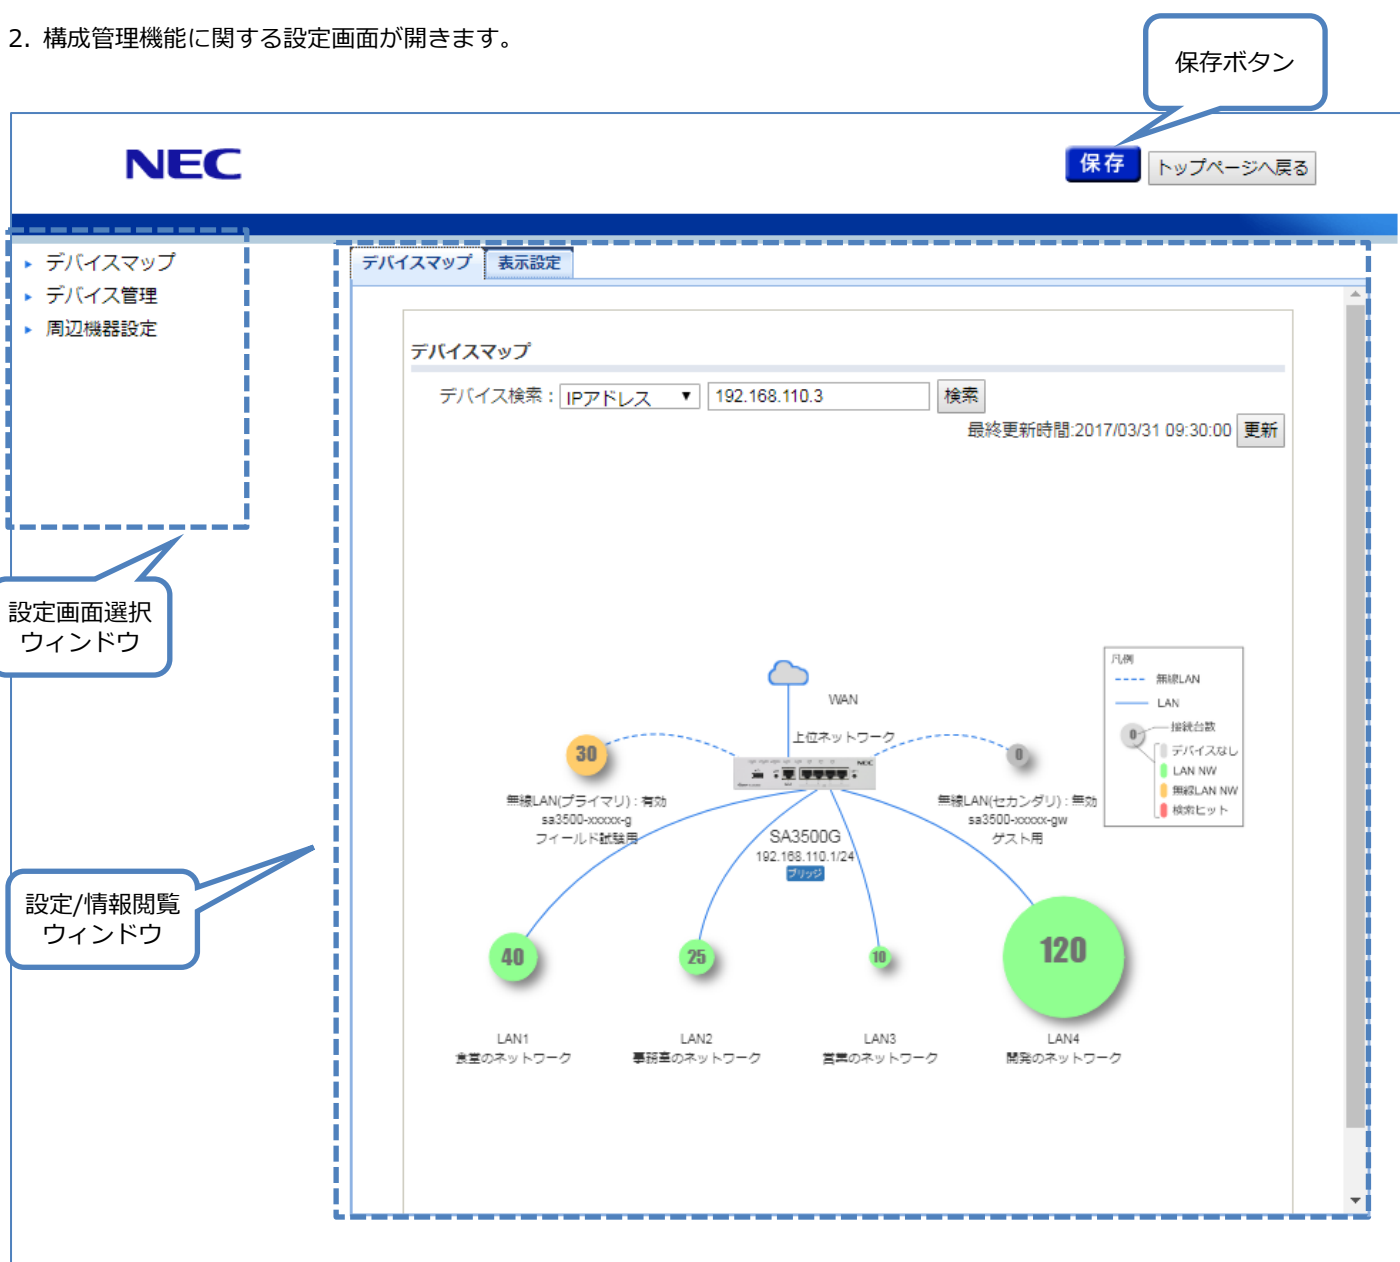 2. 構成管理機能に関する設定画面が開きます。
保存ボタン
NEC
保存
トップページへ戻る
デバイスマップ
デバイス管理
周辺機器設定
デバイスマップ
表示設定
デバイスマップ
デバイス検索：
IPアドレス
192.168.110.3
検索
最終更新時間:2017/03/31 09:30:00
更新
設定画面選択
ウィンドウ
凡例
無線LAN
LAN
0
接続台数
デバイスなし
LAN NW
無線LAN NW
検索ヒット
WAN
上位ネットワーク
30
無線LAN(プライマリ) : 有効
sa3500-xxxxx-g
フィールド試験用
NEC
SA3500G
192.168.110.1/24
ブリッジ
0
無線LAN(セカンダリ) : 無効
sa3500-xxxxx-gw
ゲスト用
設定/情報閲覧
ウィンドウ
40
25
10
120
LAN1
食堂のネットワーク
LAN2
事務室のネットワーク
LAN3
営業のネットワーク
LAN4
開発のネットワーク